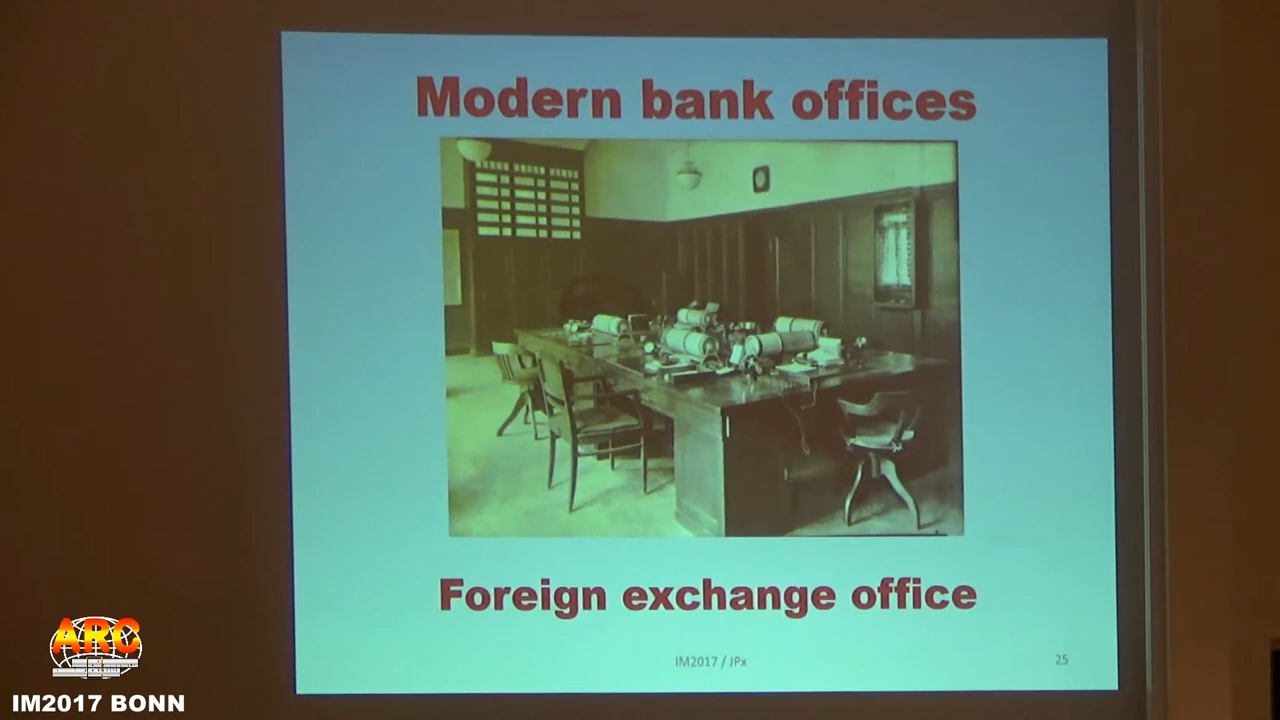 Modern bank offices
Foreign exchange office
IM2017 / JPx
25
ARC
IM2017 BONN